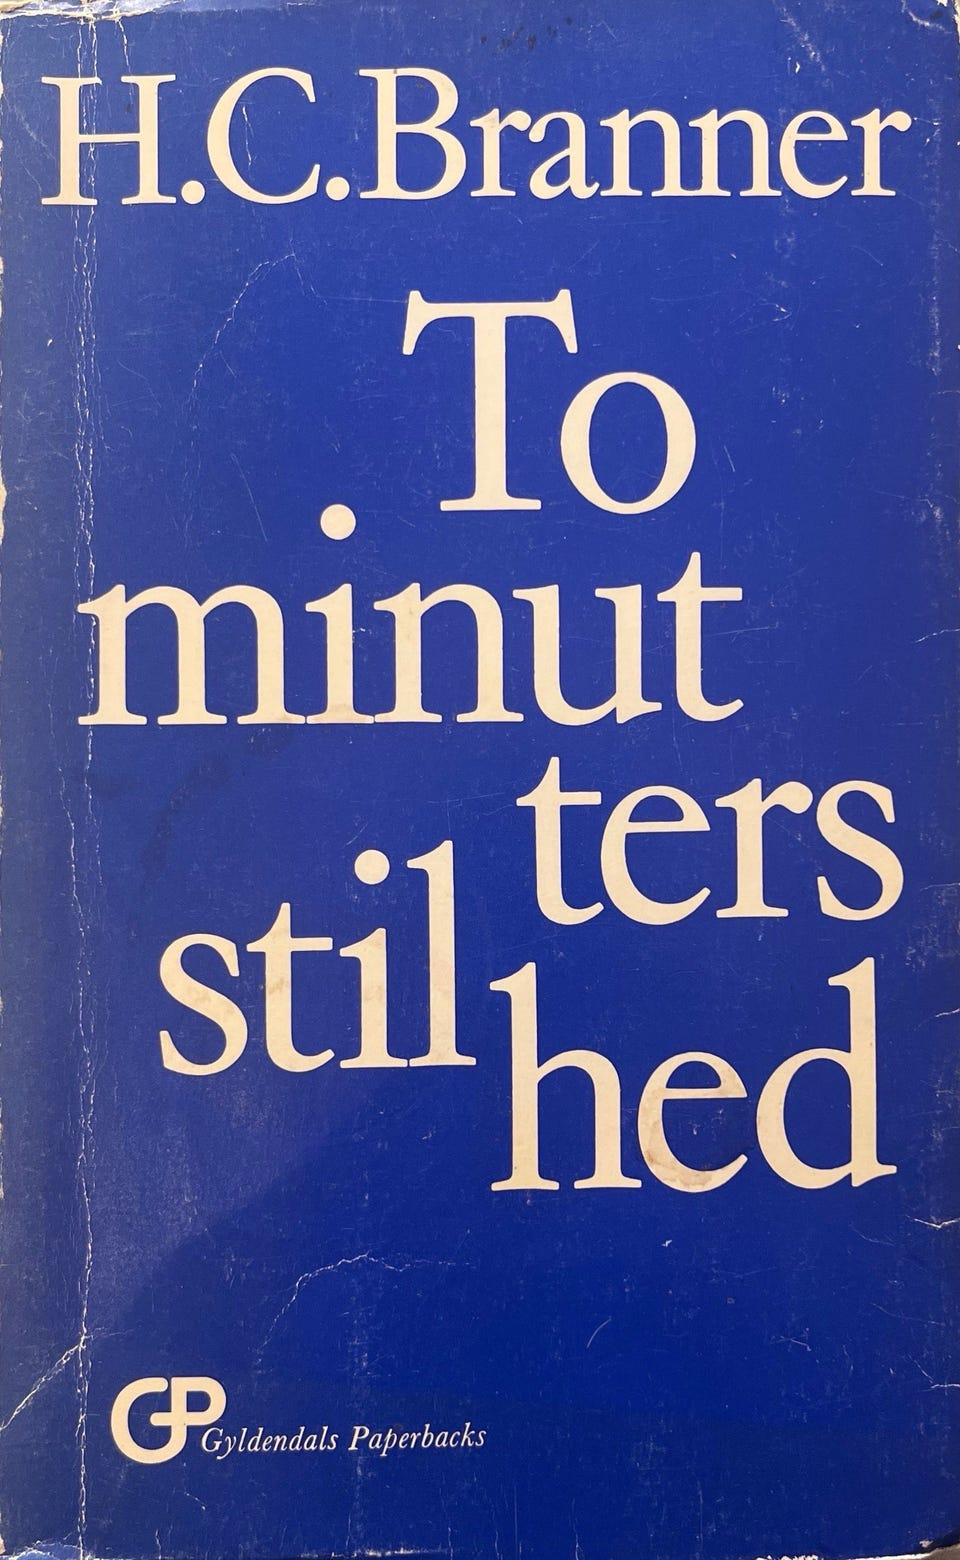 H.C.Branner
To
minut
ters
stil
hed
GP Gyldendals Paperbacks